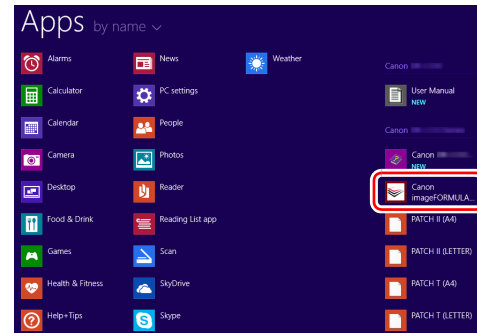 Apps by name
Alarms
Calculator
Calendar
Camera
Desktop
Food & Drink
Games
Health & Fitness
Help+Tips
News
PC settings
People
Photos
Reader
Reading List app
Scan
SkyDrive
Skype
Weather
Canon
User Manual
NEW
Canon
Canon
NEW
Canon
imageFORMULA...
PATCH II (A4)
PATCH II (LETTER)
PATCH T (A4)
PATCH T (LETTER)